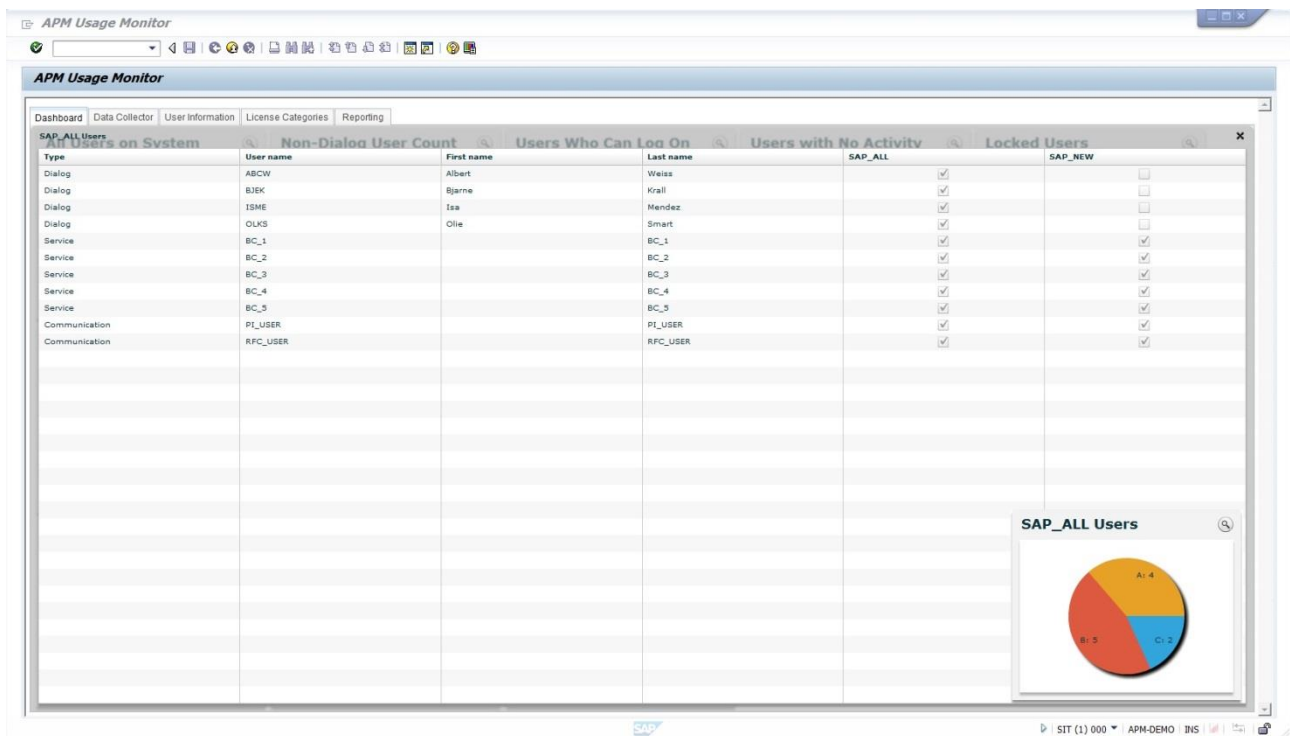 APM Usage Monitor
APM Usage Monitor
Dashboard Data Collector User Information License Categories Reporting
All Users on System Non-Dialog User Count Users Who Can Log On Users with No Activity Locked Users
SAP_ALL Users
Type User name First name Last name SAP_ALL SAP_NEW
Dialog ABCW Albert Weiss
Dialog BJEK Bjarne Krall
Dialog ISME Isa Mendez
Dialog OLKS Olie Smart
Service BC_1 BC_1
Service BC_2 BC_2
Service BC_3 BC_3
Service BC_4 BC_4
Service BC_5 BC_5
Communication PI_USER PI_USER
Communication RFC_USER RFC_USER
SAP_ALL Users
A: 4
B: 5 C: 2
SAP
SIT (1) 000 APM-DEMO INS